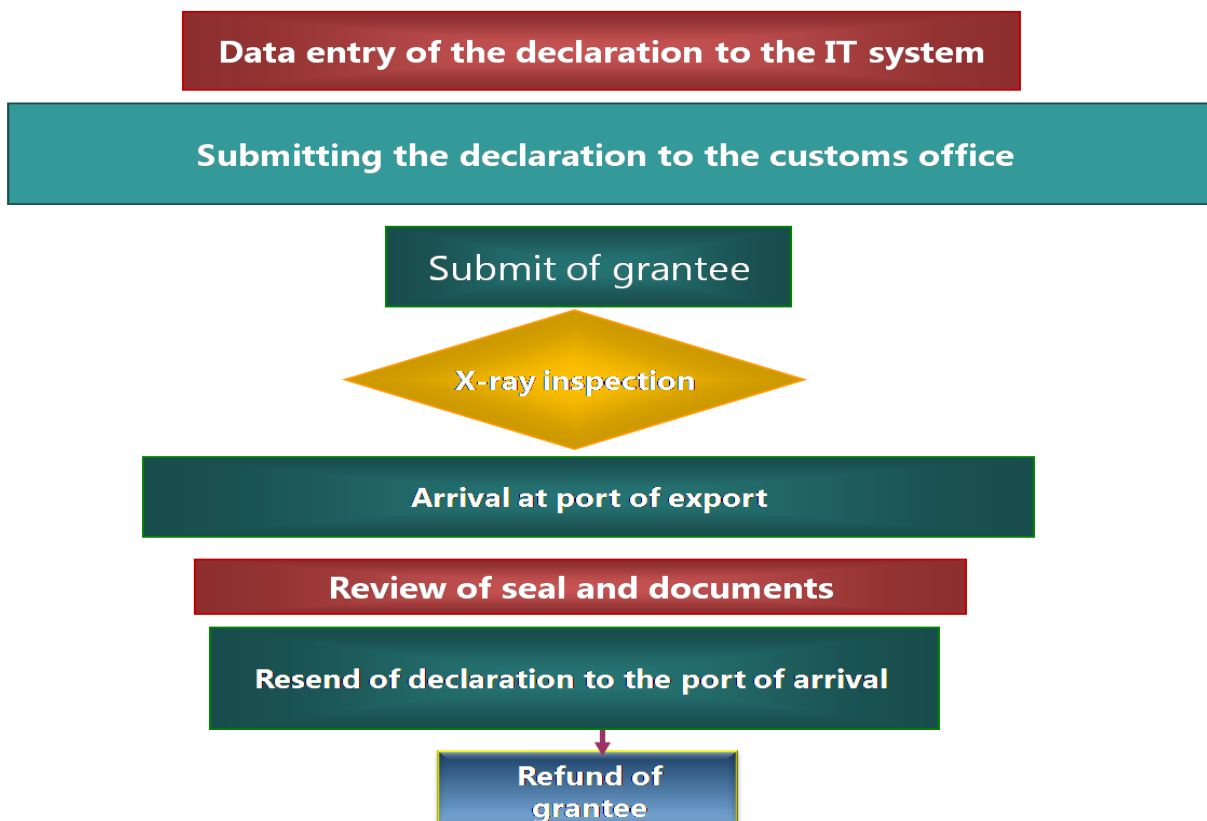 Data entry of the declaration to the IT system
Submitting the declaration to the customs office
Submit of grantee
X-ray inspection
Arrival at port of export
Review of seal and documents
Resend of declaration to the port of arrival
Refund of
grantee